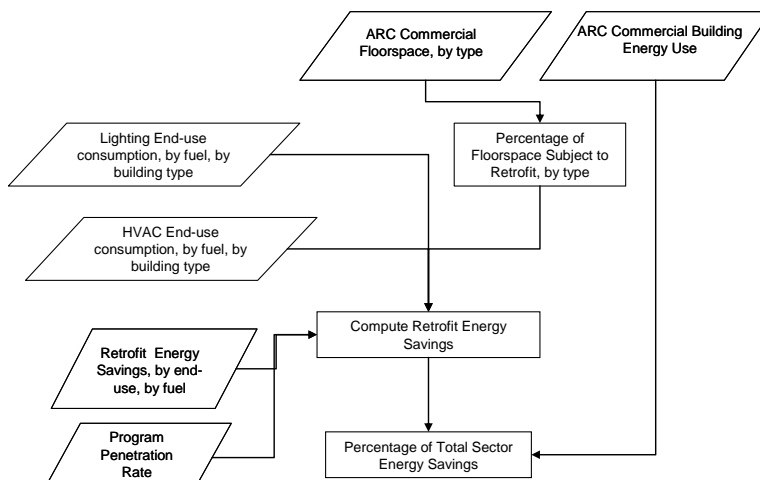 ARC Commercial
Floorspace, by type
ARC Commercial Building
Energy Use
Lighting End-use
consumption, by fuel, by
building type
Percentage of
Floorspace Subject to
Retrofit, by type
HVAC End-use
consumption, by fuel, by
building type
Compute Retrofit Energy
Savings
Retrofit Energy
Savings, by end-
use, by fuel
Program
Penetration
Rate
Percentage of Total Sector
Energy Savings